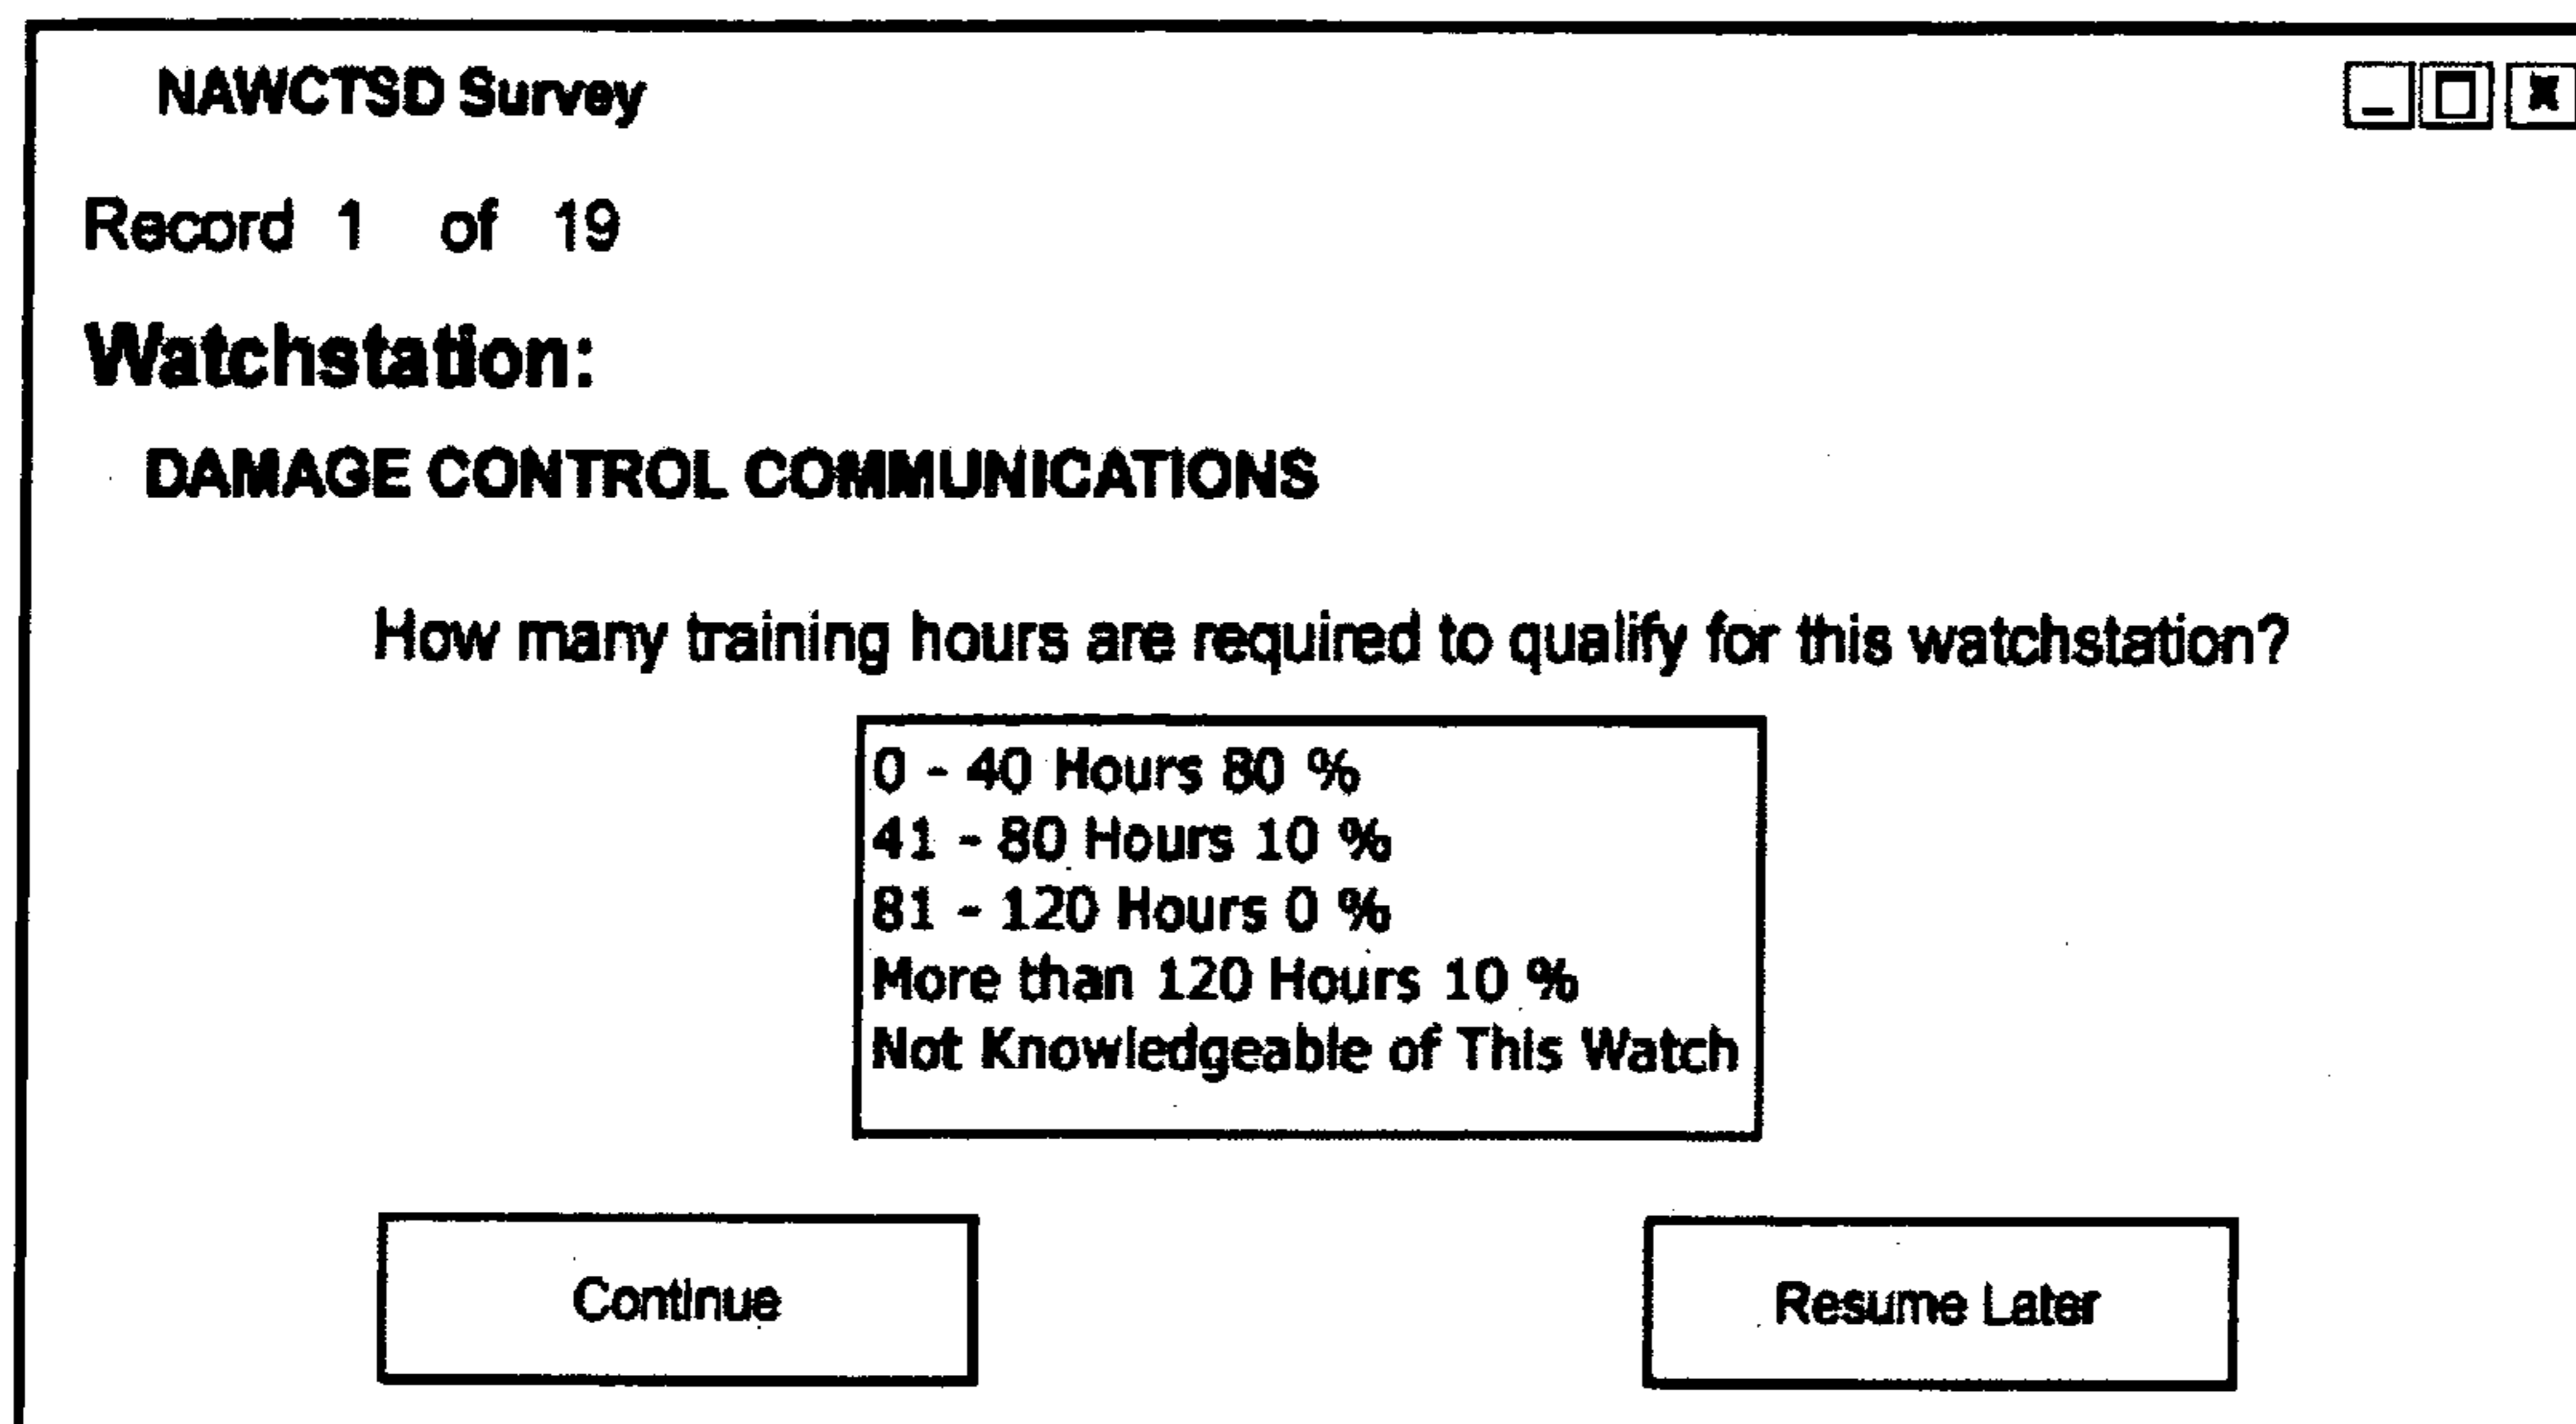 NAWCTSD Survey
Record 1 of 19
Watchstation:
DAMAGE CONTROL COMMUNICATIONS
How many training hours are required to qualify for this watchstation?
0 - 40 Hours 80 %
41 - 80 Hours 10 %
81 - 120 Hours 0 %
More than 120 Hours 10 %
Not Knowledgeable of This Watch
Continue
Resume Later